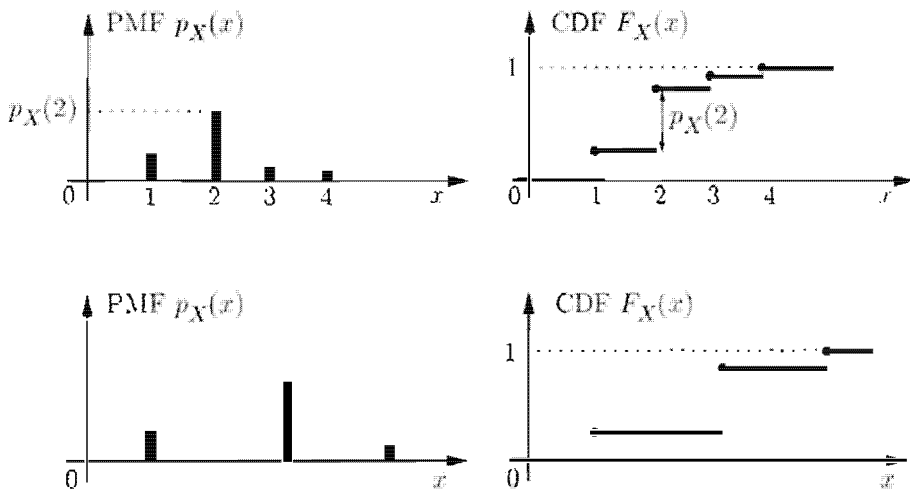 PMF p_X(x)
p_X(2)
0 1 2 3 4 x
CDF F_X(x)
1
p_X(2)
0 1 2 3 4 x
PMF p_X(x)
0 x
CDF F_X(x)
1
0 x